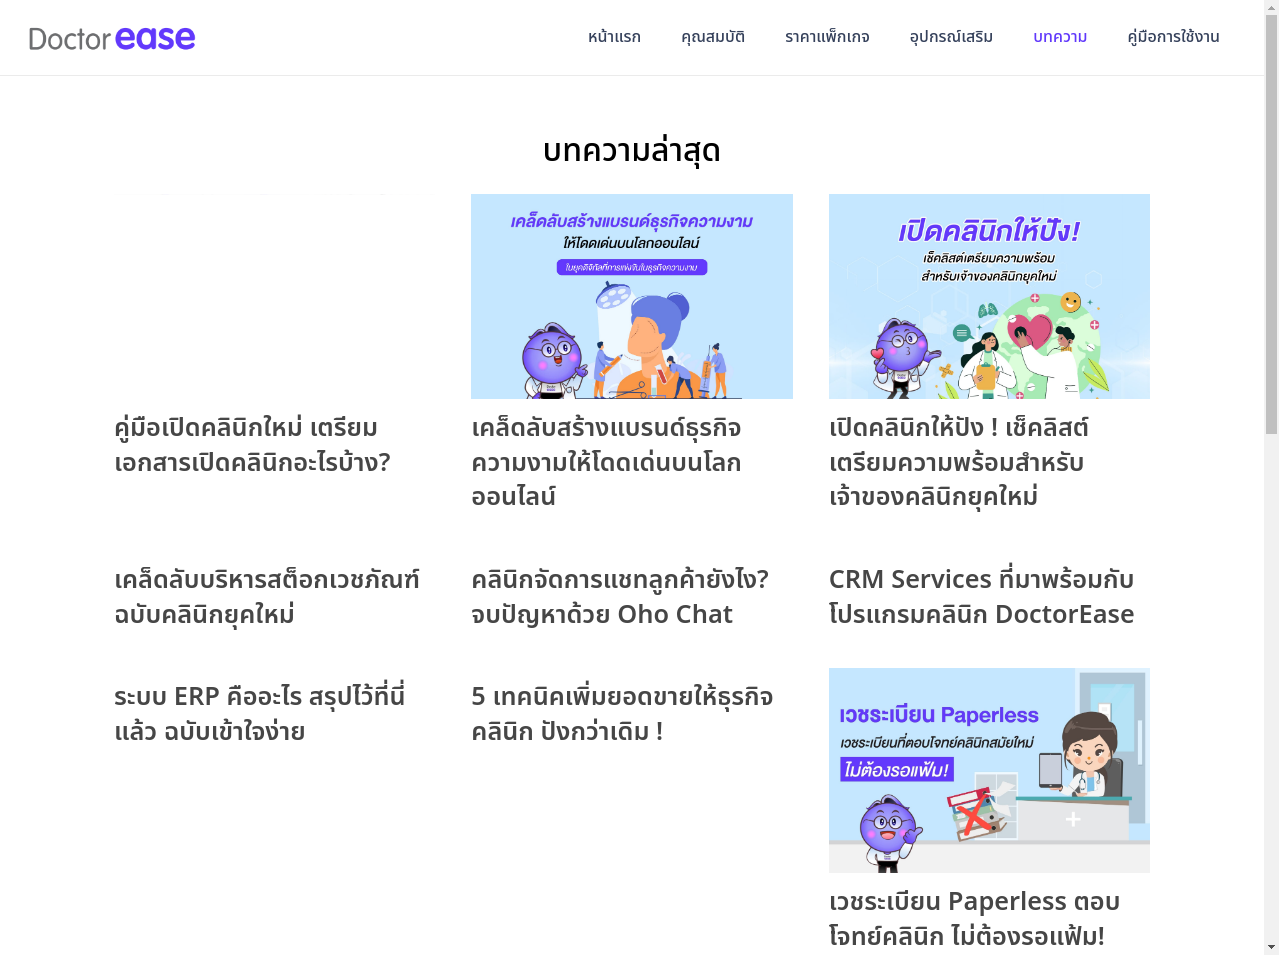 Doctor ease
หน้าแรก
คุณสมบัติ
ราคาแพ็กเกจ
อุปกรณ์เสริม
บทความ
คู่มือการใช้งาน
บทความล่าสุด
เคล็ดลับสร้างแบรนด์ธุรกิจความงาม
ให้โดดเด่นบนโลกออนไลน์
ในยุคดิจิทัลที่การแข่งขันในธุรกิจความงาม
เปิดคลินิกให้ปัง!
เช็คลิสต์เตรียมความพร้อม
สำหรับเจ้าของคลินิกยุคใหม่
คู่มือเปิดคลินิกใหม่ เตรียม
เอกสารเปิดคลินิกอะไรบ้าง?
เคล็ดลับสร้างแบรนด์ธุรกิจ
ความงามให้โดดเด่นบนโลก
ออนไลน์
เปิดคลินิกให้ปัง ! เช็คลิสต์
เตรียมความพร้อมสำหรับ
เจ้าของคลินิกยุคใหม่
เคล็ดลับบริหารสต็อกเวชภัณฑ์
ฉบับคลินิกยุคใหม่
คลินิกจัดการแชทลูกค้ายังไง?
จบปัญหาด้วย Oho Chat
CRM Services ที่มาพร้อมกับ
โปรแกรมคลินิก DoctorEase
ระบบ ERP คืออะไร สรุปไว้ที่นี่
แล้ว ฉบับเข้าใจง่าย
5 เทคนิคเพิ่มยอดขายให้ธุรกิจ
คลินิก ปังกว่าเดิม !
เวชระเบียน Paperless
เวชระเบียนที่ตอบโจทย์คลินิกสมัยใหม่
ไม่ต้องรอแฟ้ม!
เวชระเบียน Paperless ตอบ
โจทย์คลินิก ไม่ต้องรอแฟ้ม!